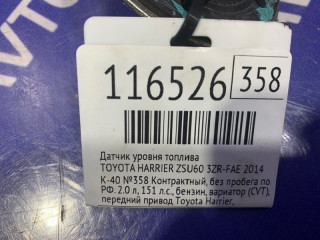 116526 358
Датчик уровня топлива
TOYOTA HARRIER ZSU60 3ZR-FAE 2014
К-40 №358 Контрактный, без пробега по
РФ. 2.0 л, 151 л.с., бензин, вариатор (CVT),
передний привод Toyota Harrier,